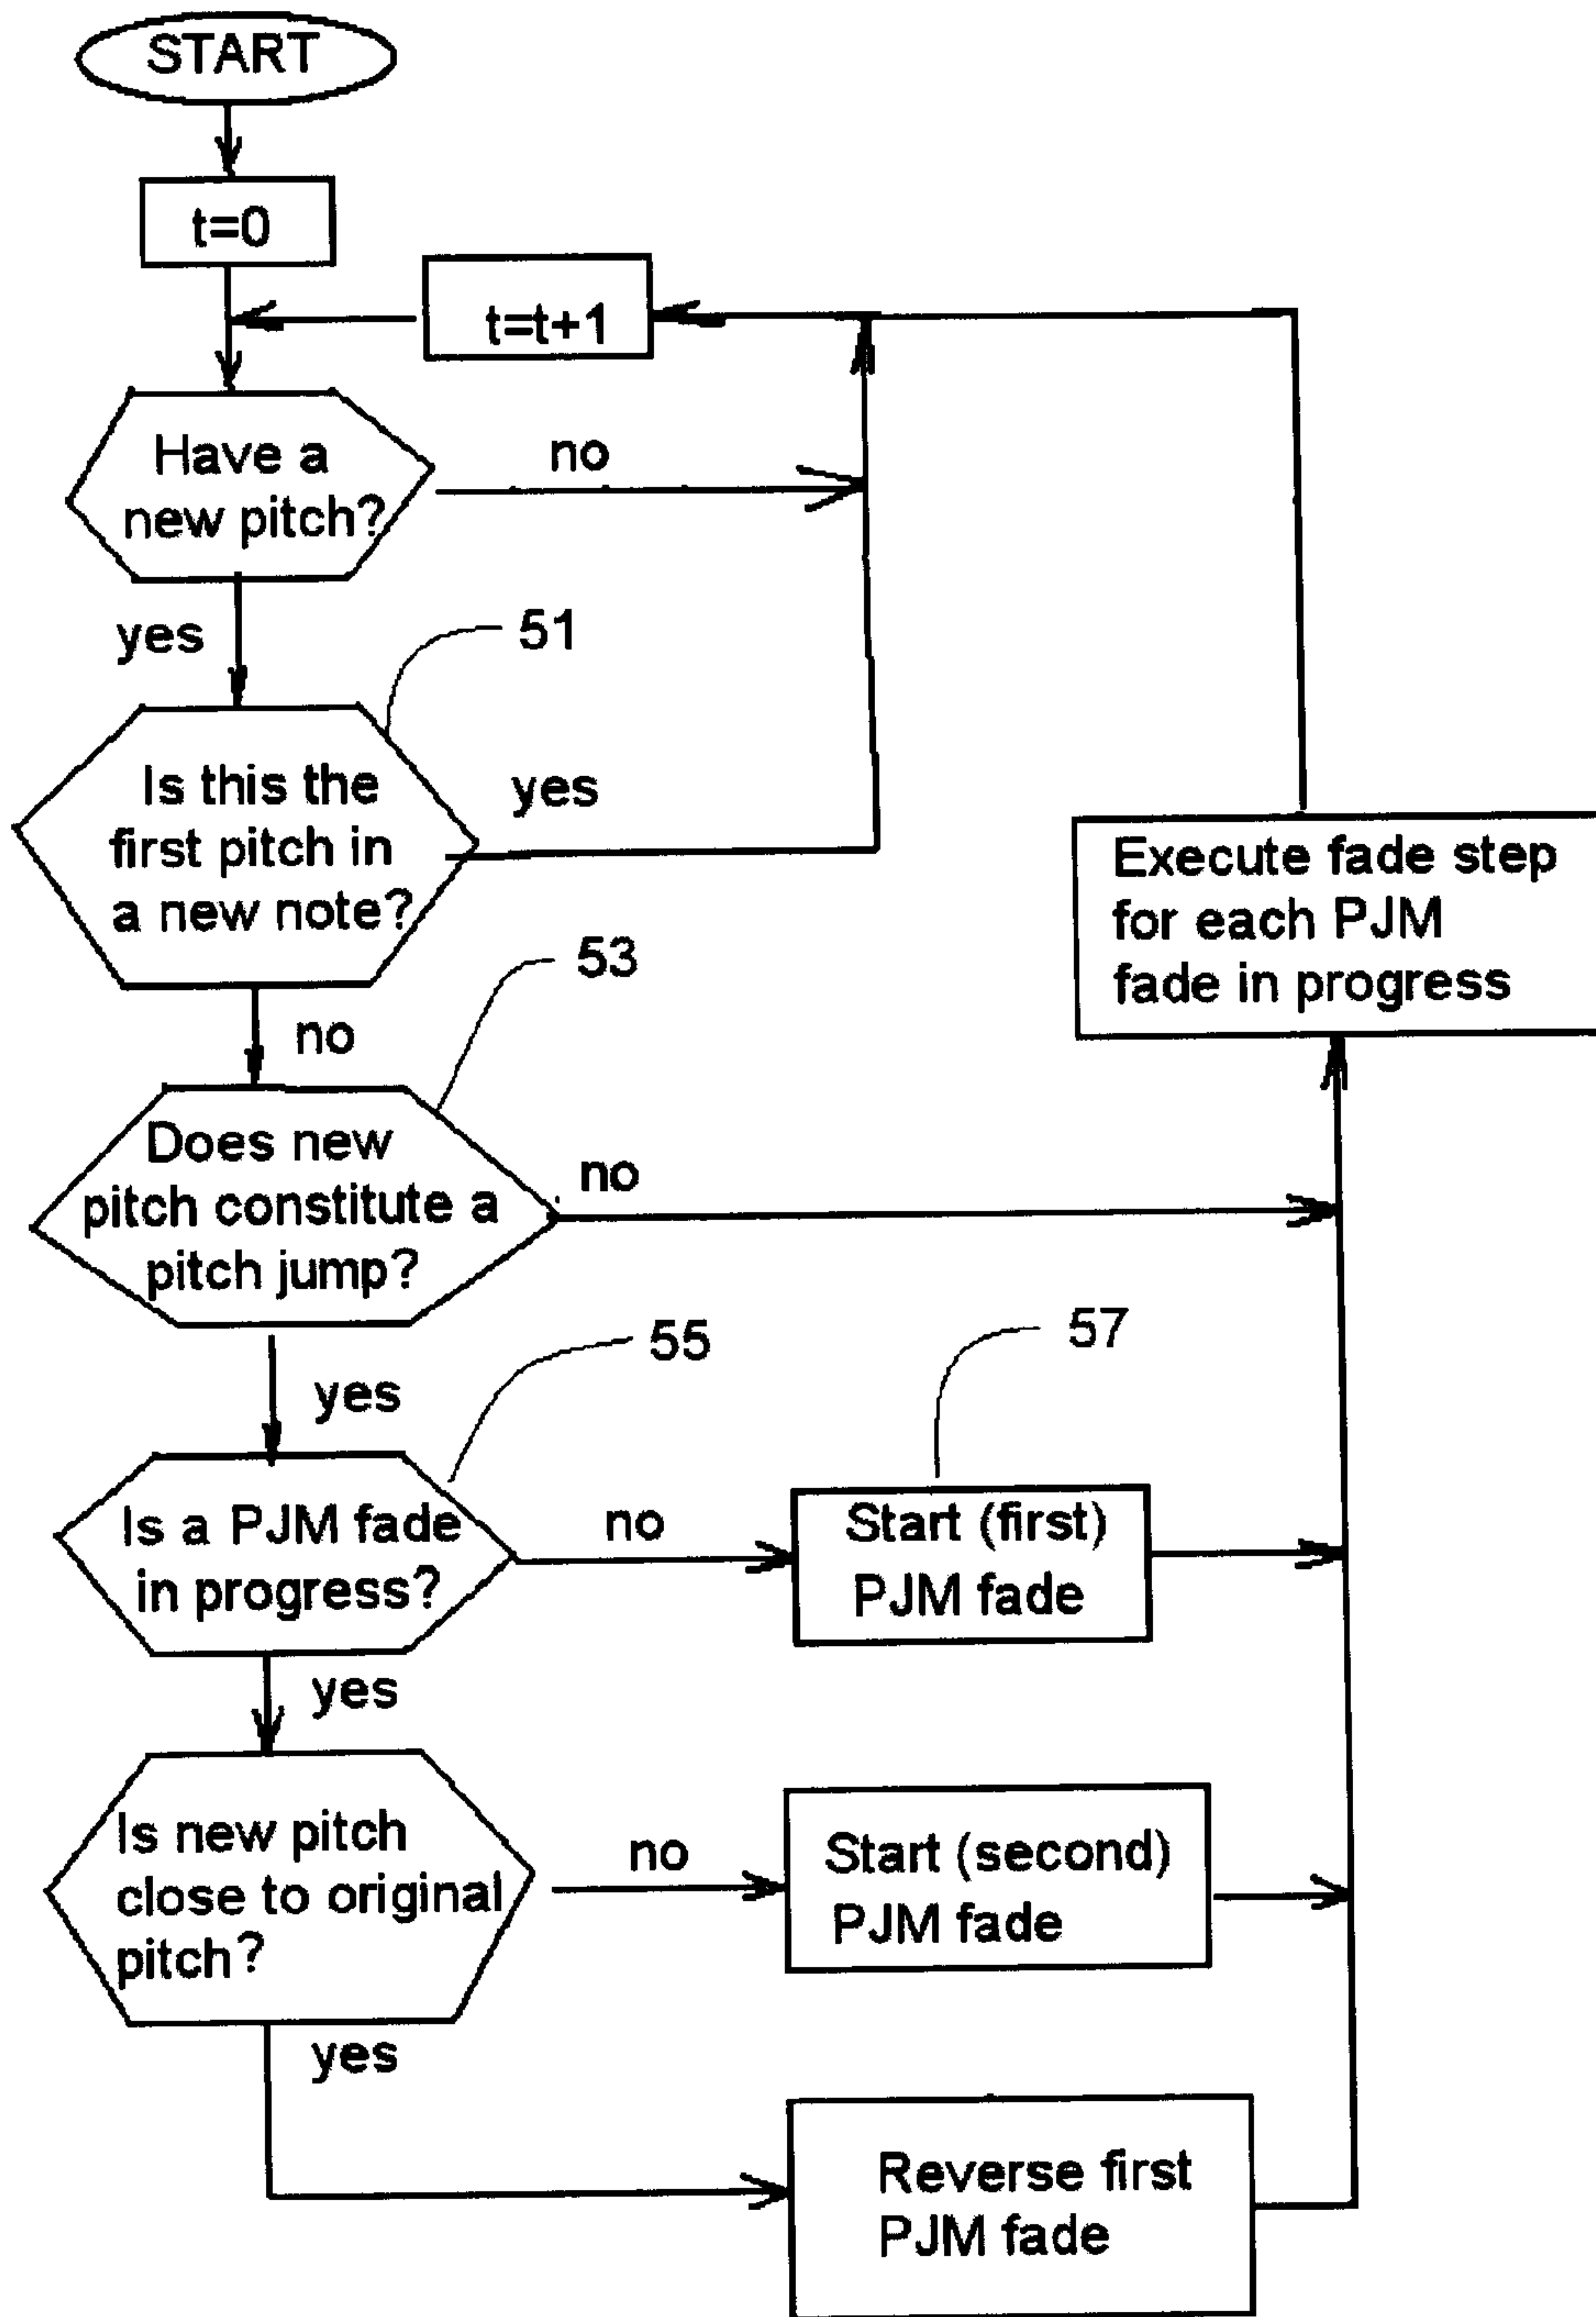 START
t=0
t=t+1
Have a
new pitch?
no
yes
51
Is this the
first pitch in
a new note?
yes
Execute fade step
for each PJM
fade in progress
no
53
Does new
pitch constitute a
pitch jump?
no
yes
55
57
Is a PJM fade
in progress?
no
Start (first)
PJM fade
yes
Is new pitch
close to original
pitch?
no
Start (second)
PJM fade
yes
Reverse first
PJM fade